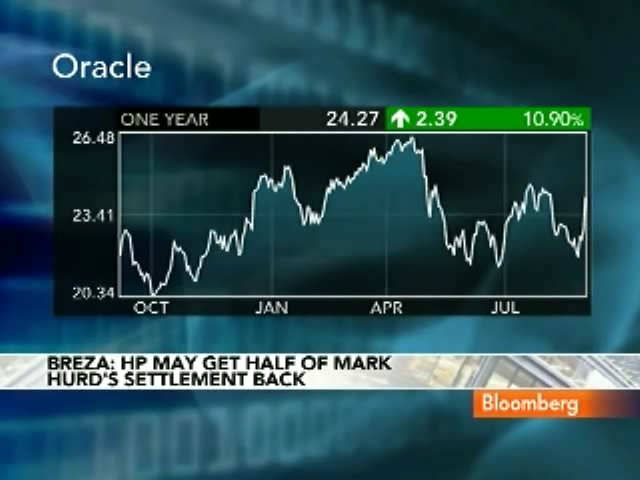 Oracle
ONE YEAR 24.27 2.39 10.90%
26.48
23.41
20.34
OCT JAN APR JUL
BREZA: HP MAY GET HALF OF MARK
HURD'S SETTLEMENT BACK
Bloomberg